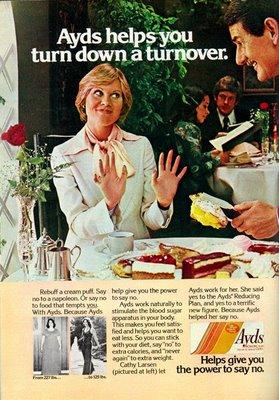 Ayds helps you
turn down a turnover.
Rebuff a cream puff. Say
no to a napoleon. Or say no
to food that tempts you.
With Ayds. Because Ayds
From 227 lbs...
...to 125 lbs.
help give you the power
to say no.
Ayds work naturally to
stimulate the blood sugar
apparatus in your body.
This makes you feel satis-
fied and helps you want to
eat less. So you can stick
with your diet, say "no" to
extra calories, and "never
again" to extra weight.
Cathy Larsen
(pictured at left) let
Ayds work for her. She said
yes to the Ayds Reducing
Plan, and yes to a terrific
new figure. Because Ayds
helped her say no.
Ayds
Helps give you
the power to say no.